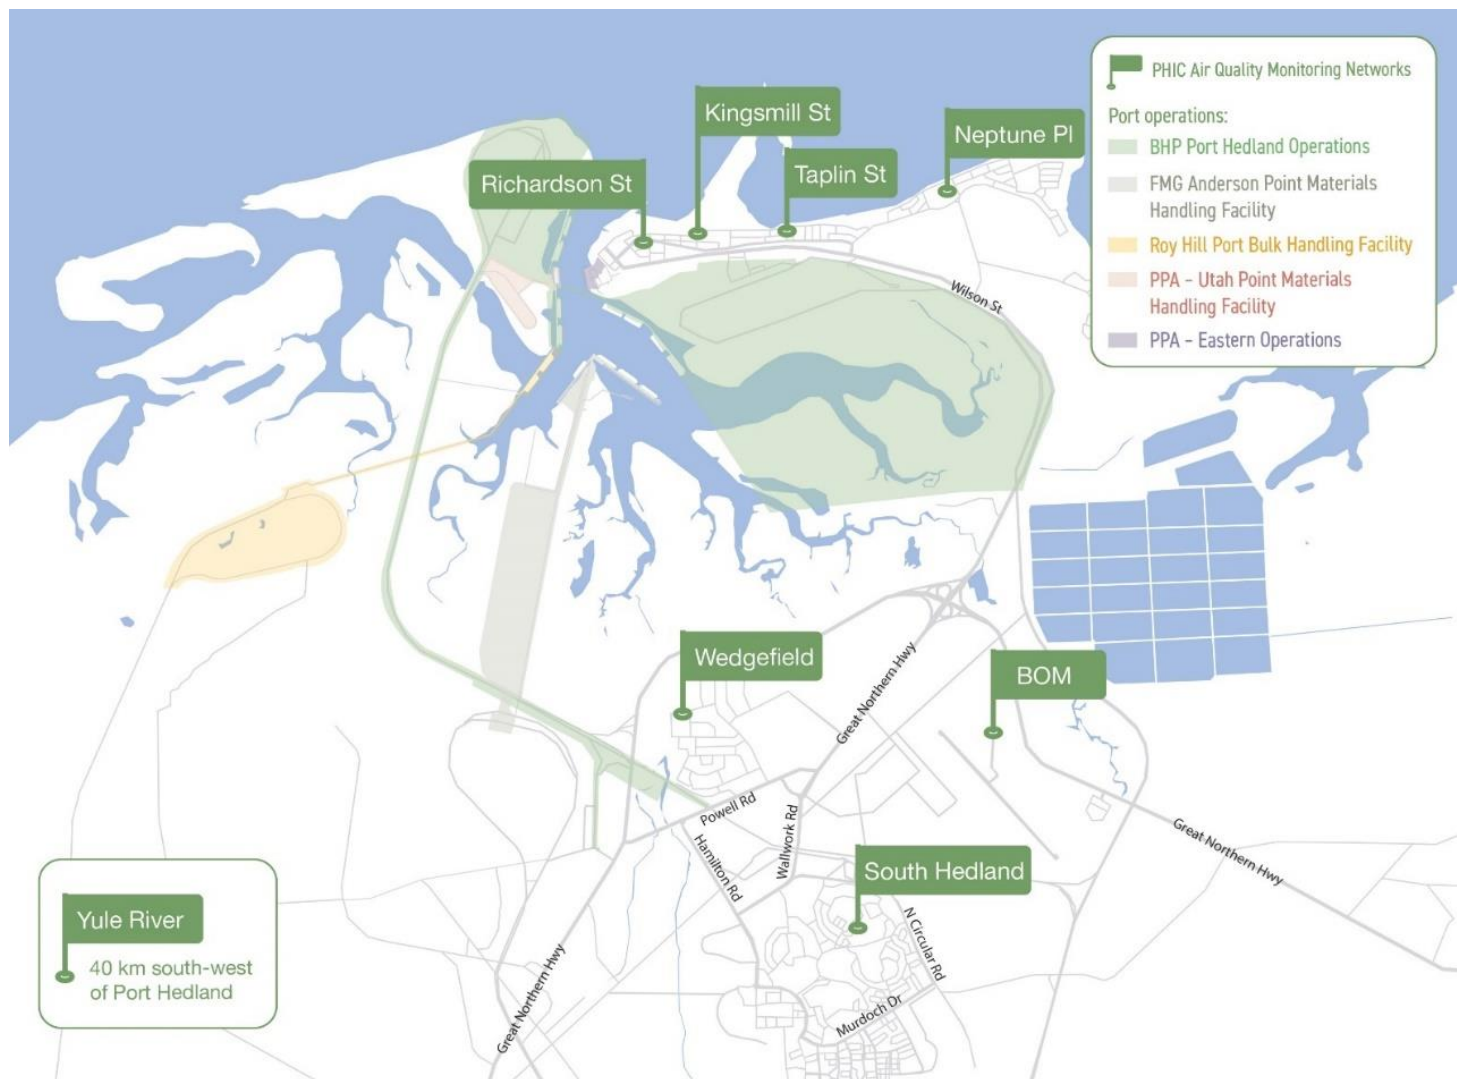 PHIC Air Quality Monitoring Networks
Port operations:
BHP Port Hedland Operations
FMG Anderson Point Materials
Handling Facility
Roy Hill Port Bulk Handling Facility
PPA – Utah Point Materials
Handling Facility
PPA – Eastern Operations
Kingsmill St
Neptune Pl
Taplin St
Richardson St
Wilson St
Wedgefield
BOM
Great Northern Hwy
Powell Rd
Wallwork Rd
Hamilton Rd
Great Northern Hwy
South Hedland
N Circular Rd
Murdoch Dr
Great Northern Hwy
Yule River
40 km south-west
of Port Hedland